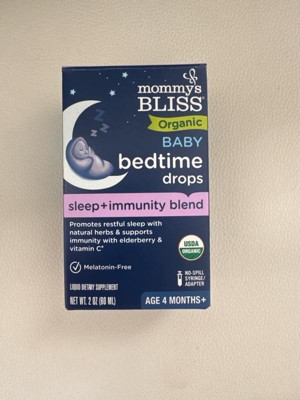 mommy's
BLISS®
Organic
BABY
bedtime
drops
sleep+immunity blend
Promotes restful sleep with
natural herbs & supports
immunity with elderberry &
vitamin C⁺
Melatonin-Free
USDA
ORGANIC
NO-SPILL
SYRINGE/
ADAPTER
LIQUID DIETARY SUPPLEMENT
NET WT. 2 OZ (60 ML)
AGE 4 MONTHS+